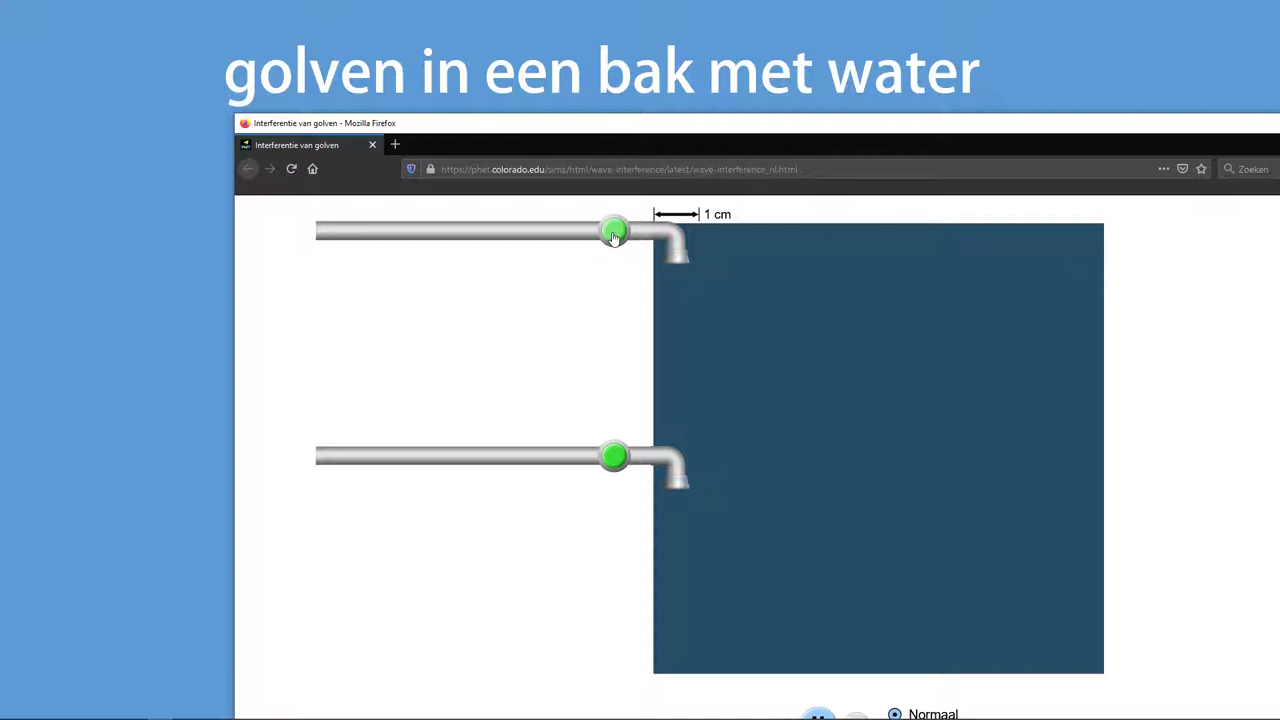 golven in een bak met water
Interferentie van golven - Mozilla Firefox
Interferentie van golven
https://phet.colorado.edu/sims/html/wave-interference/latest/wave-interference_nl.html
Zoeken
1 cm
Normaal